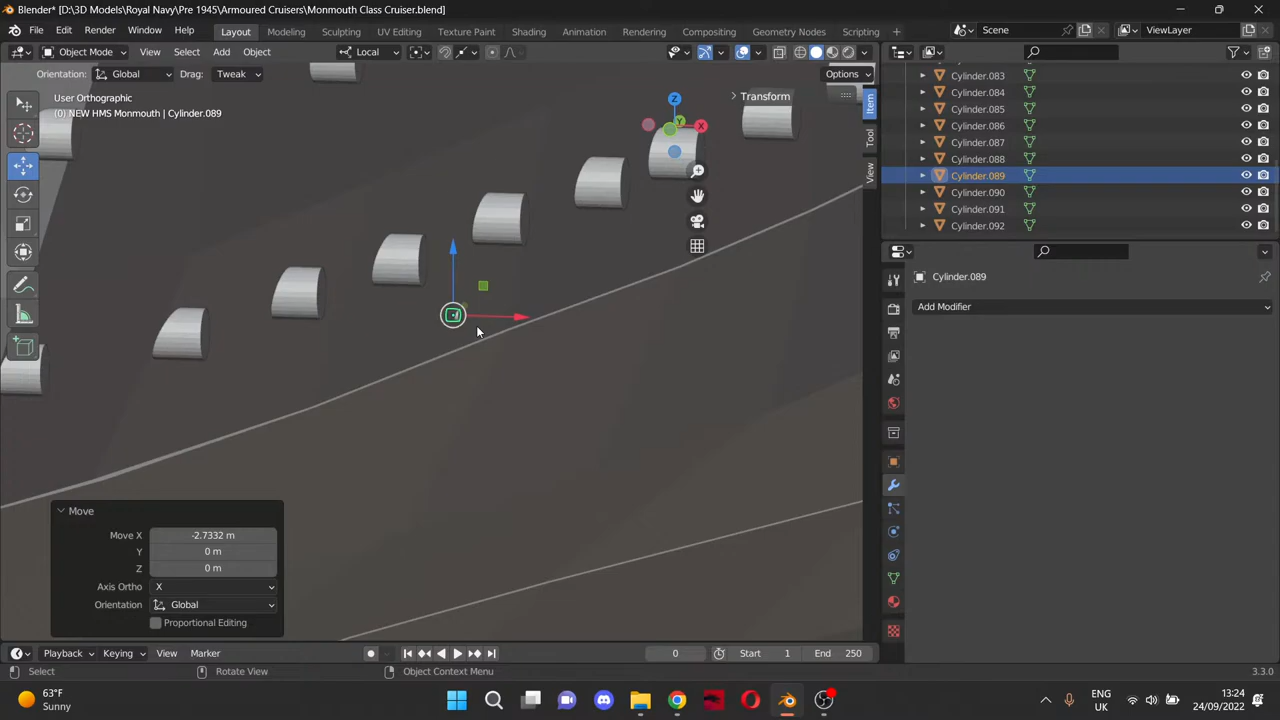 Blender* [D:\3D Models\Royal Navy\Pre 1945\Armoured Cruisers\Monmouth Class Cruiser.blend]
File Edit Render Window Help Layout Modeling Sculpting UV Editing Texture Paint Shading Animation Rendering Compositing Geometry Nodes Scripting + Scene ViewLayer
Object Mode View Select Add Object Local
Orientation: Global Drag: Tweak Options
User Orthographic
(0) NEW HMS Monmouth | Cylinder.089
Transform
Z
Y
X
Item
Tool
View
Cylinder.083
Cylinder.084
Cylinder.085
Cylinder.086
Cylinder.087
Cylinder.088
Cylinder.089
Cylinder.090
Cylinder.091
Cylinder.092
Cylinder.089
Add Modifier
Move
Move X -2.7332 m
Y 0 m
Z 0 m
Axis Ortho X
Orientation Global
Proportional Editing
Playback Keying View Marker 0 Start 1 End 250
Select Rotate View Object Context Menu 3.3.0
63°F
Sunny
ENG
UK
13:24
24/09/2022